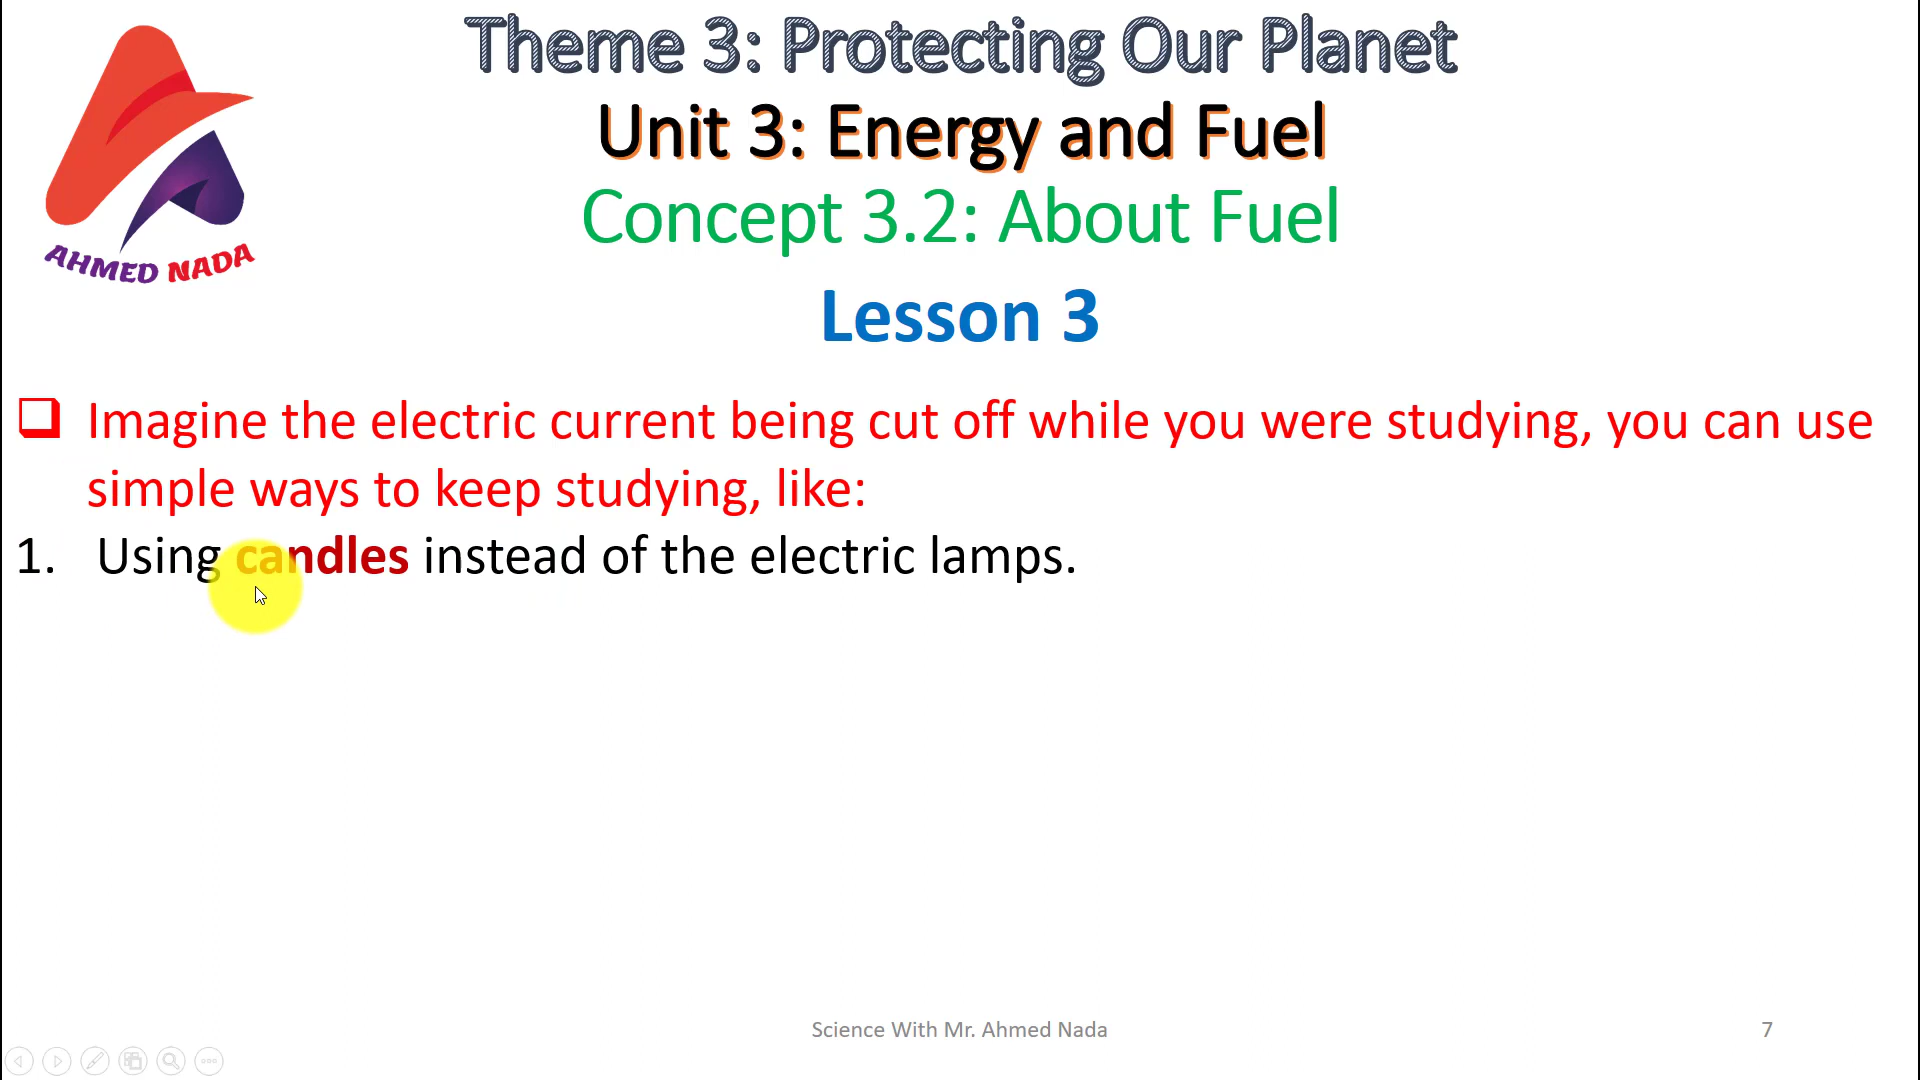 Theme 3: Protecting Our Planet
Unit 3: Energy and Fuel
Concept 3.2: About Fuel
AHMED NADA
Lesson 3
Imagine the electric current being cut off while you were studying, you can use
simple ways to keep studying, like:
1. Using candles instead of the electric lamps.
Science With Mr. Ahmed Nada
7